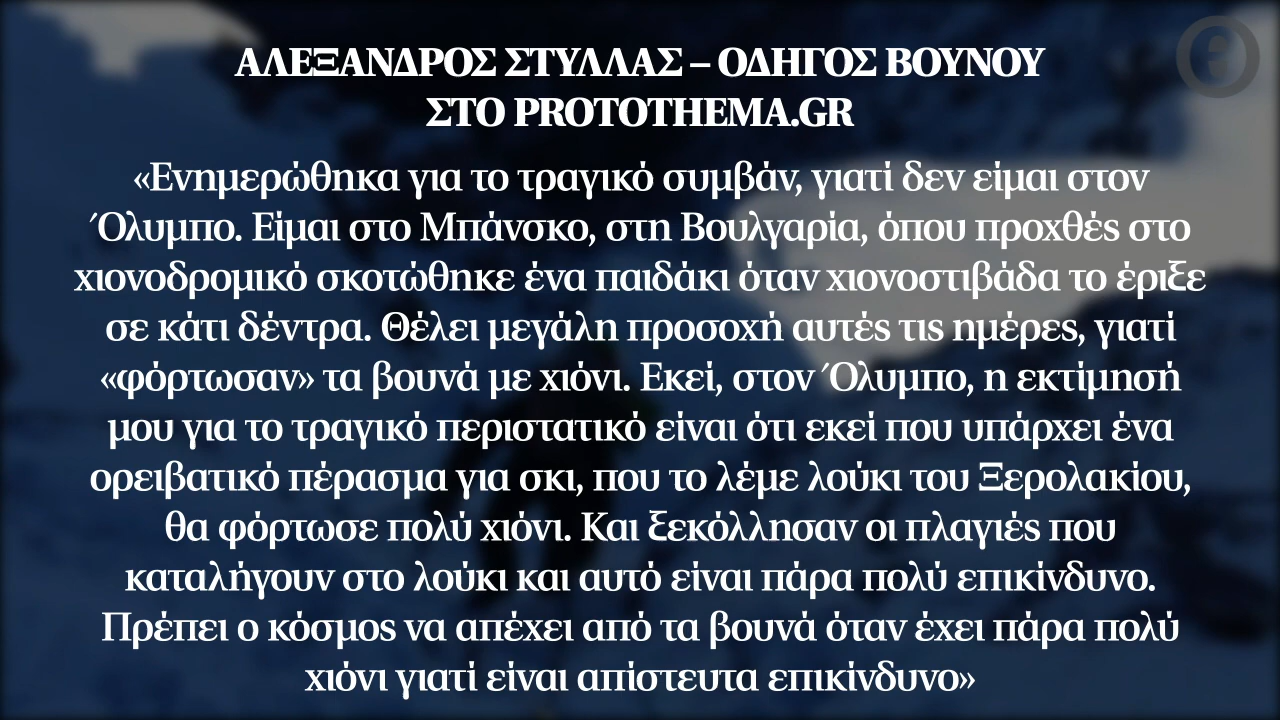 ΑΛΕΞΑΝΔΡΟΣ ΣΤΥΛΛΑΣ – ΟΔΗΓΟΣ ΒΟΥΝΟΥ
ΣΤΟ PROTOTHEMA.GR
«Ενημερώθηκα για το τραγικό συμβάν, γιατί δεν είμαι στον
Όλυμπο. Είμαι στο Μπάνσκο, στη Βουλγαρία, όπου προχθές στο
χιονοδρομικό σκοτώθηκε ένα παιδάκι όταν χιονοστιβάδα το έριξε
σε κάτι δέντρα. Θέλει μεγάλη προσοχή αυτές τις ημέρες, γιατί
«φόρτωσαν» τα βουνά με χιόνι. Εκεί, στον Όλυμπο, η εκτίμησή
μου για το τραγικό περιστατικό είναι ότι εκεί που υπάρχει ένα
ορειβατικό πέρασμα για σκι, που το λέμε λούκι του Ξερολακίου,
θα φόρτωσε πολύ χιόνι. Και ξεκόλλησαν οι πλαγιές που
καταλήγουν στο λούκι και αυτό είναι πάρα πολύ επικίνδυνο.
Πρέπει ο κόσμος να απέχει από τα βουνά όταν έχει πάρα πολύ
χιόνι γιατί είναι απίστευτα επικίνδυνο»